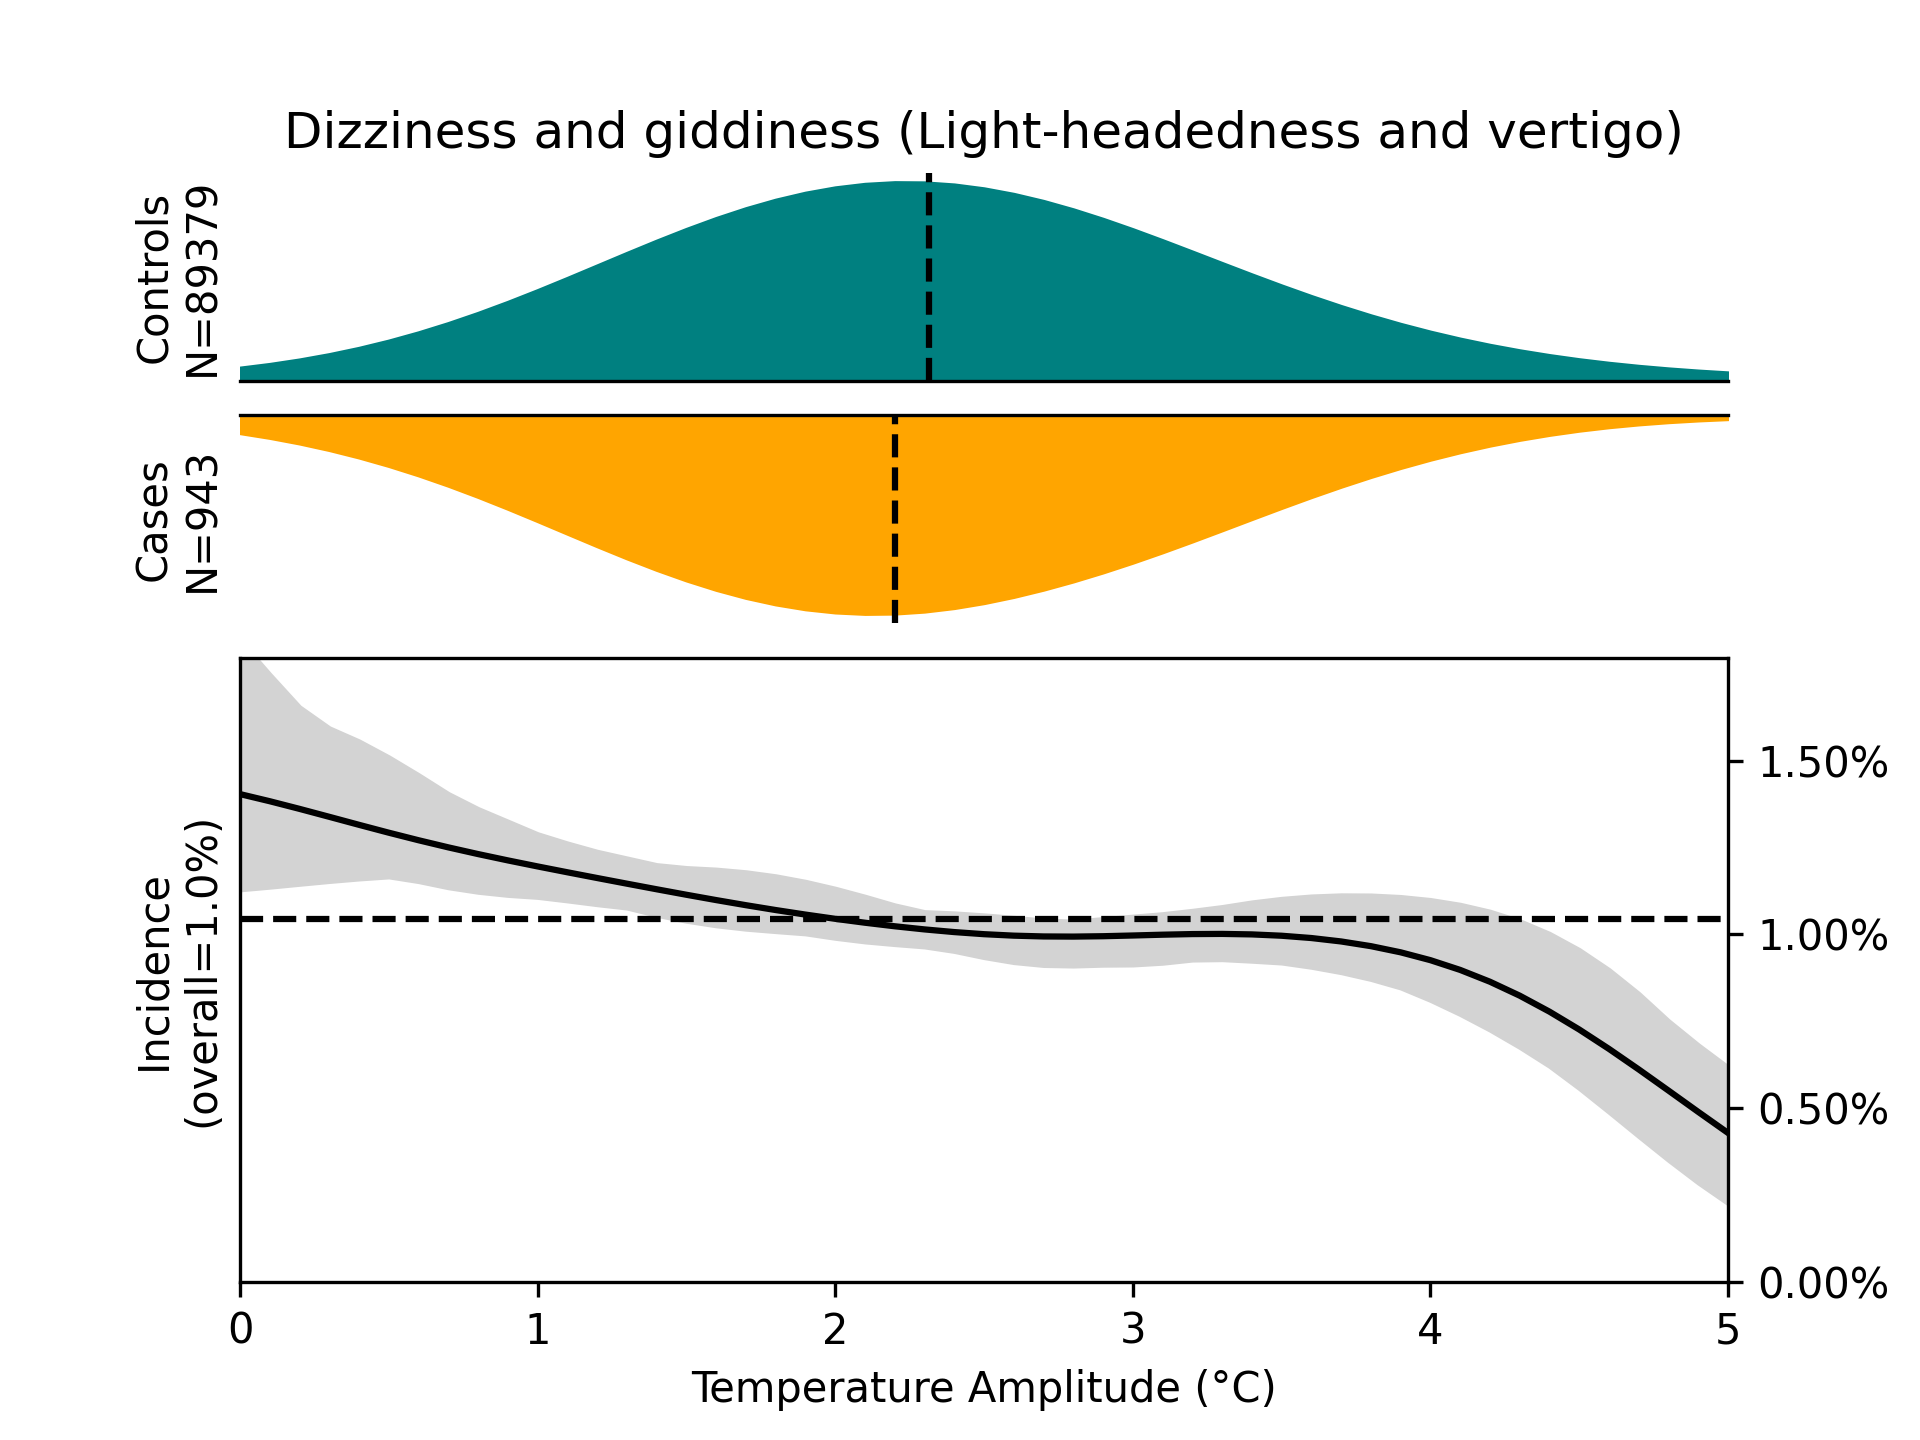 Dizziness and giddiness (Light-headedness and vertigo)
Controls
N=89379
Cases
N=943
Incidence
(overall=1.0%)
1.50%
1.00%
0.50%
0.00%
0 1 2 3 4 5
Temperature Amplitude (°C)